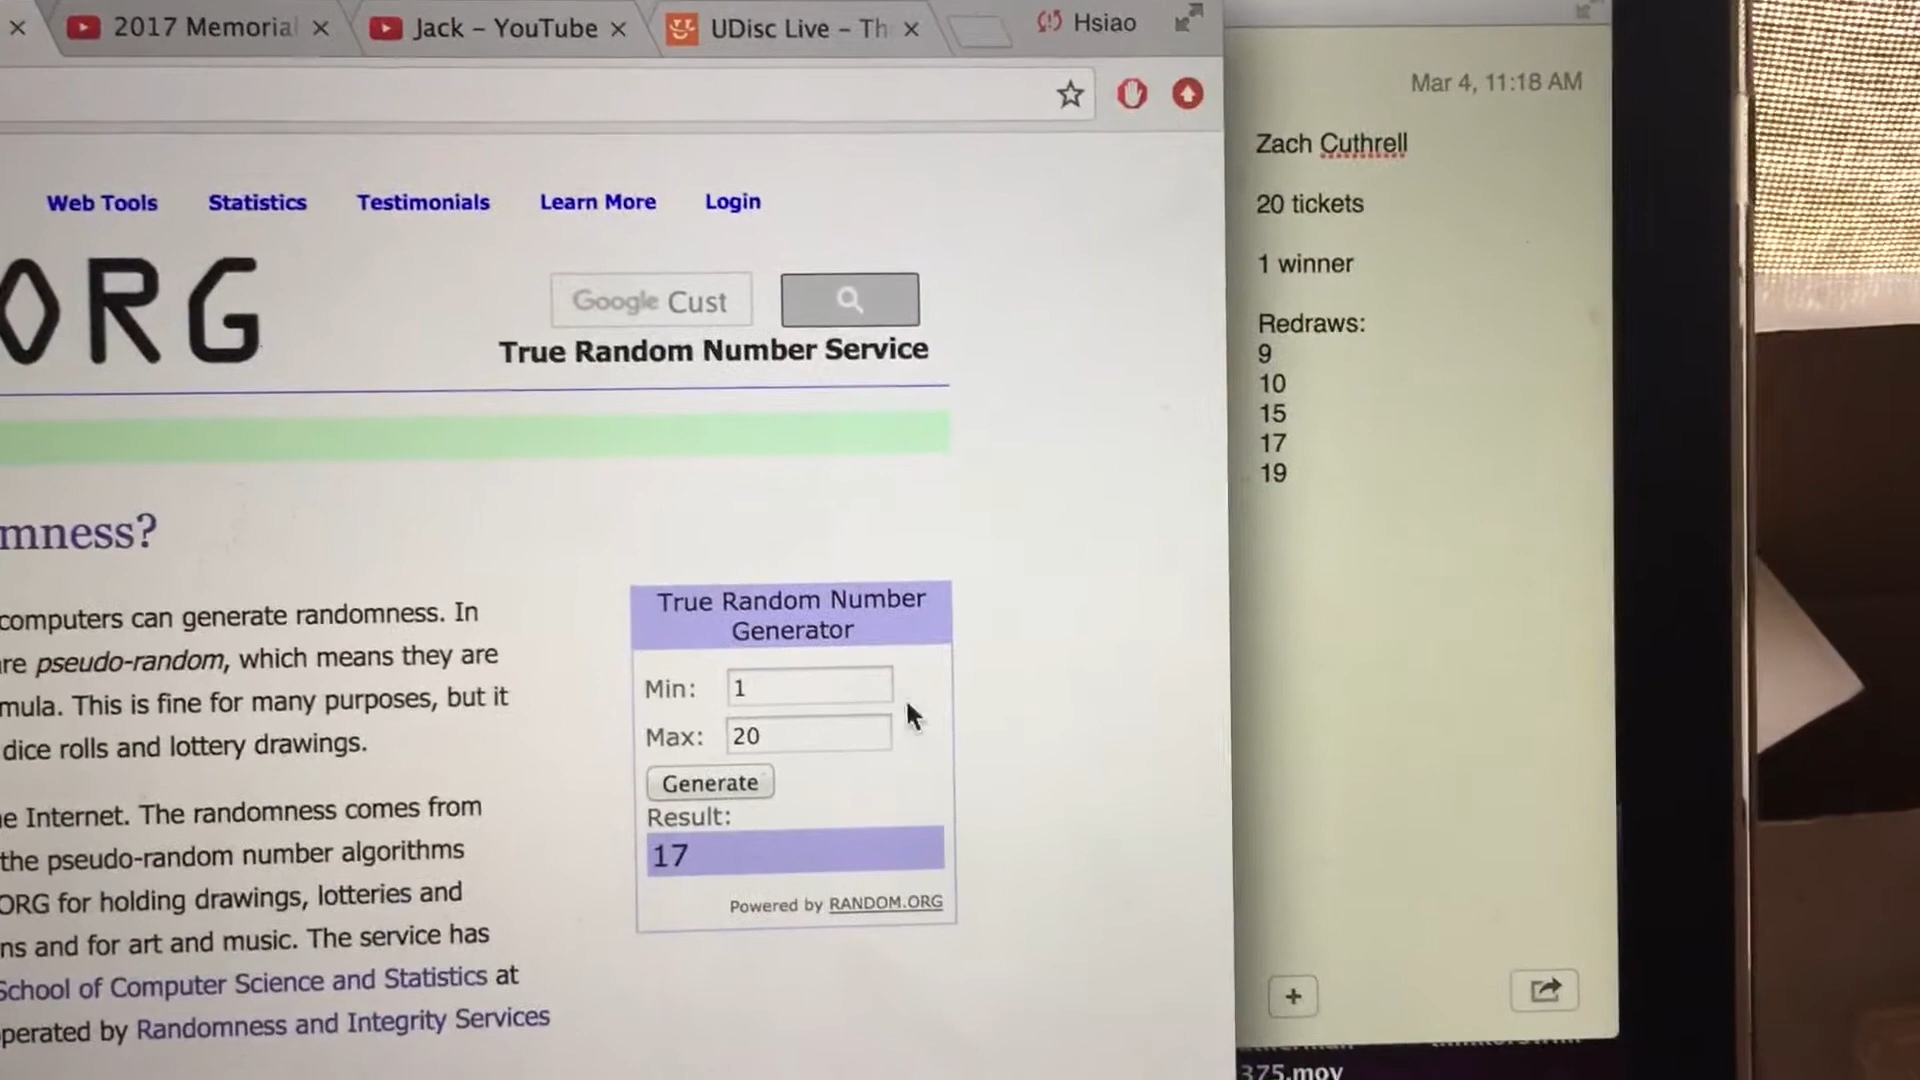 2017 Memorial
Jack – YouTube
UDisc Live – Th
Hsiao
Web Tools
Statistics
Testimonials
Learn More
Login
ORG
Google Cust
True Random Number Service
mness?
computers can generate randomness. In
re pseudo-random, which means they are
mula. This is fine for many purposes, but it
dice rolls and lottery drawings.
e Internet. The randomness comes from
the pseudo-random number algorithms
ORG for holding drawings, lotteries and
ns and for art and music. The service has
School of Computer Science and Statistics at
perated by Randomness and Integrity Services
True Random Number
Generator
Min: 1
Max: 20
Generate
Result:
17
Powered by RANDOM.ORG
Mar 4, 11:18 AM
Zach Cuthrell
20 tickets
1 winner
Redraws:
9
10
15
17
19
+
375.mov